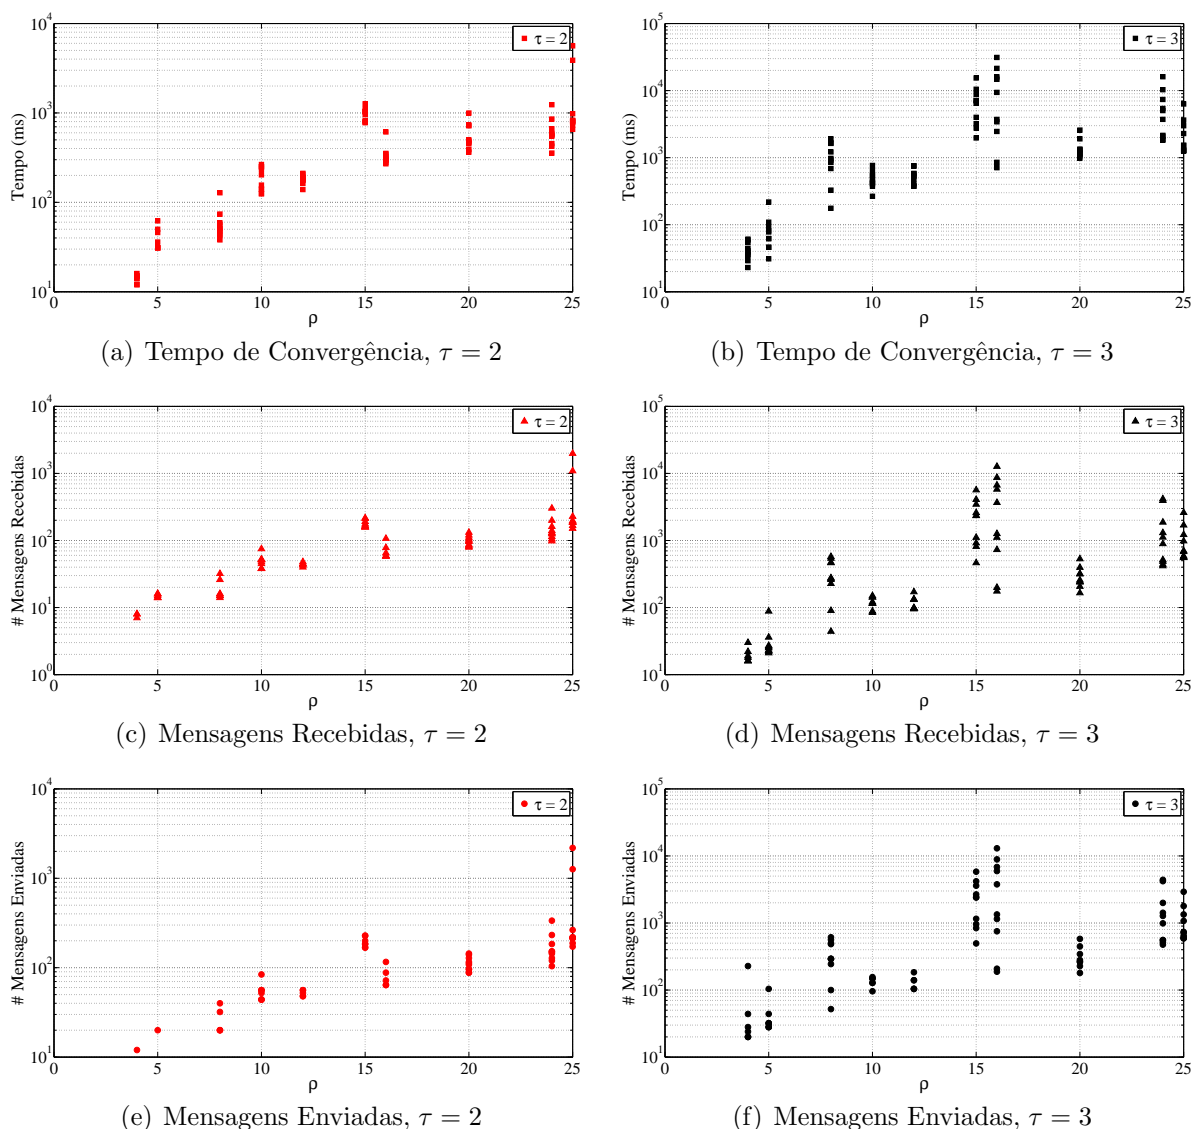 10^4
10^3
10^2
10^1
Tempo (ms)
0 5 10 15 20 25
ρ
τ = 2
(a) Tempo de Convergência, τ = 2
10^5
10^4
10^3
10^2
10^1
Tempo (ms)
0 5 10 15 20 25
ρ
τ = 3
(b) Tempo de Convergência, τ = 3
10^4
10^3
10^2
10^1
10^0
# Mensagens Recebidas
0 5 10 15 20 25
ρ
τ = 2
(c) Mensagens Recebidas, τ = 2
10^5
10^4
10^3
10^2
10^1
# Mensagens Recebidas
0 5 10 15 20 25
ρ
τ = 3
(d) Mensagens Recebidas, τ = 3
10^4
10^3
10^2
10^1
# Mensagens Enviadas
0 5 10 15 20 25
ρ
τ = 2
(e) Mensagens Enviadas, τ = 2
10^5
10^4
10^3
10^2
10^1
# Mensagens Enviadas
0 5 10 15 20 25
ρ
τ = 3
(f) Mensagens Enviadas, τ = 3